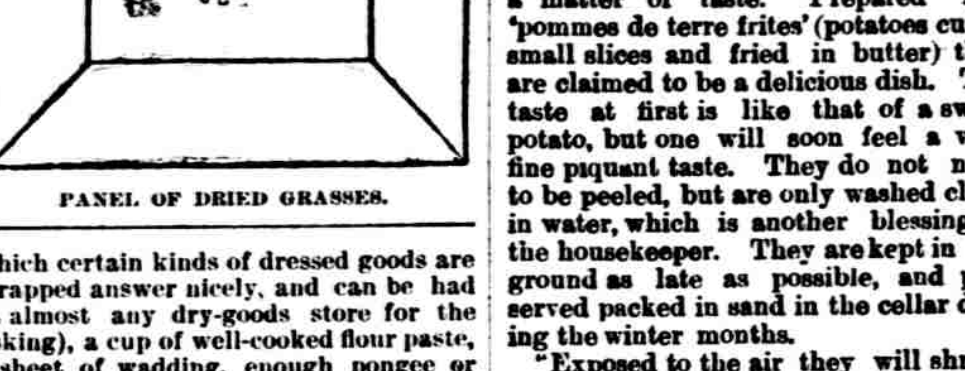 PANEL OF DRIED GRASSES.
hich certain kinds of dressed goods are
rapped answer nicely, and can be had
almost any dry-goods store for the
king), a cup of well-cooked flour paste,
sheet of wadding, enough pongee or
a matter of taste. Prepared
'pommes de terre frites' (potatoes cu
small slices and fried in butter) t
are claimed to be a delicious dish. T
taste at first is like that of a sw
potato, but one will soon feel a v
fine piquant taste. They do not n
to be peeled, but are only washed cl
in water, which is another blessing
the housekeeper. They are kept in
ground as late as possible, and p
served packed in sand in the cellar d
ing the winter months.
"Exposed to the air they will shr